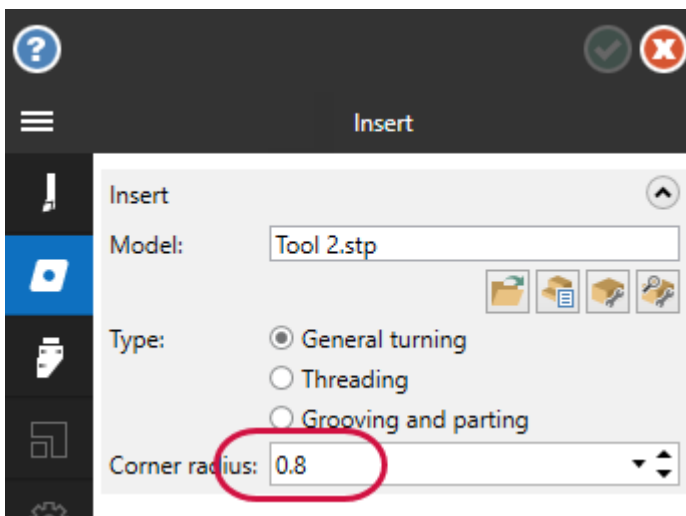 Insert
Insert
Model: Tool 2.stp
Type: General turning
Threading
Grooving and parting
Corner radius: 0.8